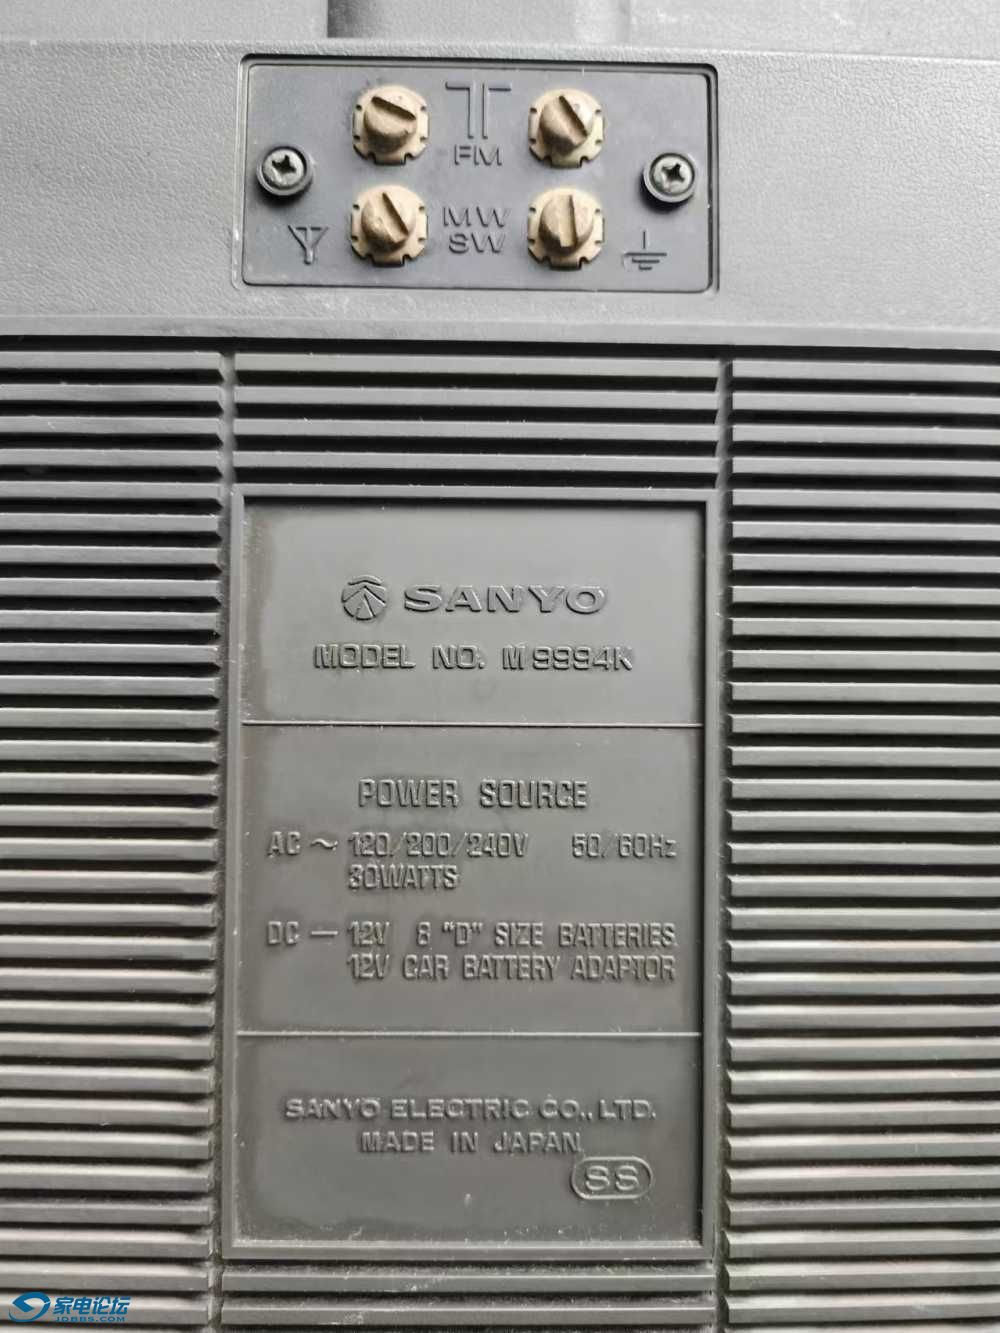 FM
MW
SW
SANYO
MODEL NO. M9994K
POWER SOURCE
AC ~ 120/200/240V 50/60Hz
30WATTS
DC — 12V 8 "D" SIZE BATTERIES
12V CAR BATTERY ADAPTOR
SANYO ELECTRIC CO., LTD.
MADE IN JAPAN
SS
家电论坛
JDBBS.COM